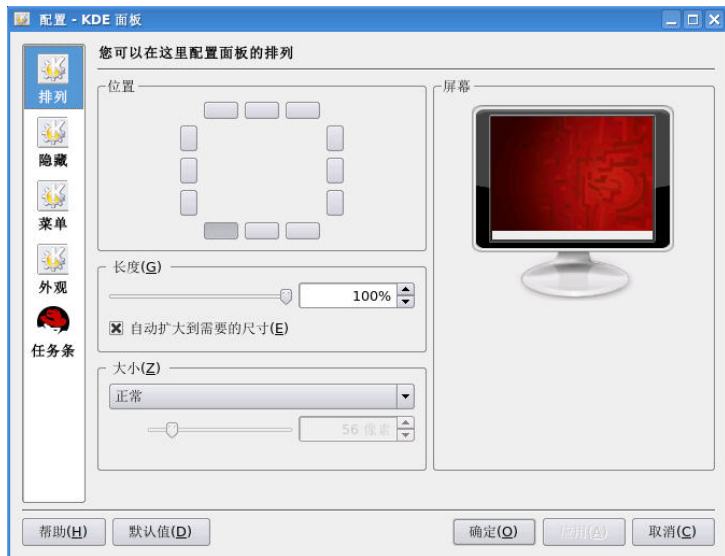 配置 - KDE 面板
排列
隐藏
菜单
外观
任务条
您可以在这里配置面板的排列
位置
长度(G)
100%
自动扩大到需要的尺寸(E)
大小(Z)
正常
56 像素
屏幕
帮助(H)
默认值(D)
确定(O)
应用(A)
取消(C)